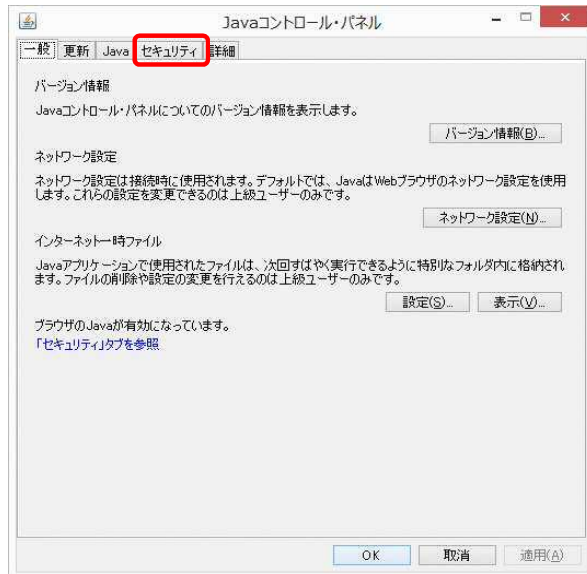 Javaコントロール・パネル
一般 更新 Java セキュリティ 詳細
バージョン情報
Javaコントロール・パネルについてのバージョン情報を表示します。
バージョン情報(B)...
ネットワーク設定
ネットワーク設定は接続時に使用されます。デフォルトでは、JavaはWebブラウザのネットワーク設定を使用
します。これらの設定を変更できるのは上級ユーザーのみです。
ネットワーク設定(N)...
インターネット一時ファイル
Javaアプリケーションで使用されたファイルは、次回すばやく実行できるように特別なフォルダ内に格納され
ます。ファイルの削除や設定の変更を行えるのは上級ユーザーのみです。
設定(S)... 表示(V)...
ブラウザのJavaが有効になっています。
「セキュリティ」タブを参照
OK 取消 適用(A)